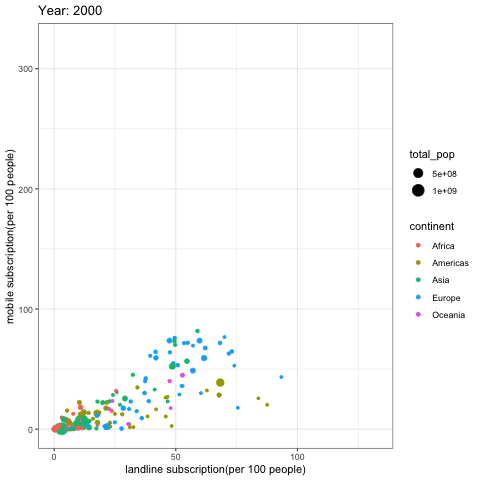 Year: 2000
mobile subscription(per 100 people)
300
200
100
0
0
50
100
landline subscription(per 100 people)
total_pop
5e+08
1e+09
continent
Africa
Americas
Asia
Europe
Oceania